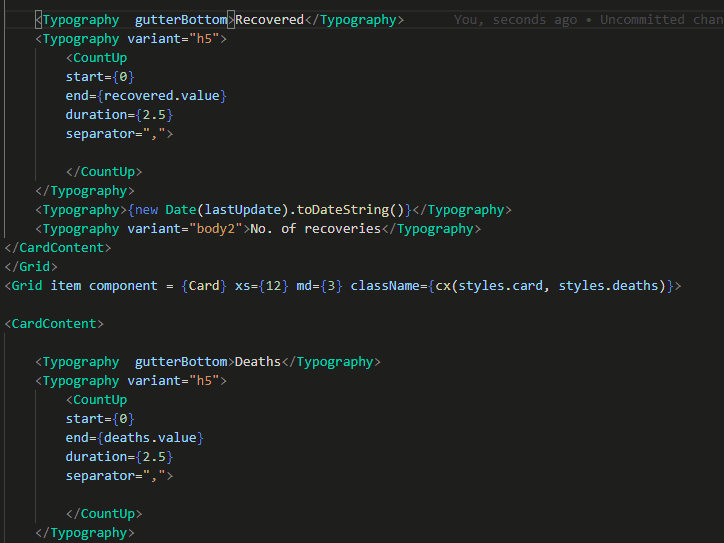 <Typography  gutterBottom>Recovered</Typography>      You, seconds ago • Uncommitted chan
<Typography variant="h5">
<CountUp
start={0}
end={recovered.value}
duration={2.5}
separator=",">
</CountUp>
</Typography>
<Typography>{new Date(lastUpdate).toDateString()}</Typography>
<Typography variant="body2">No. of recoveries</Typography>
</CardContent>
</Grid>
<Grid item component = {Card} xs={12} md={3} className={cx(styles.card, styles.deaths)}>
<CardContent>
<Typography  gutterBottom>Deaths</Typography>
<Typography variant="h5">
<CountUp
start={0}
end={deaths.value}
duration={2.5}
separator=",">
</CountUp>
</Typography>